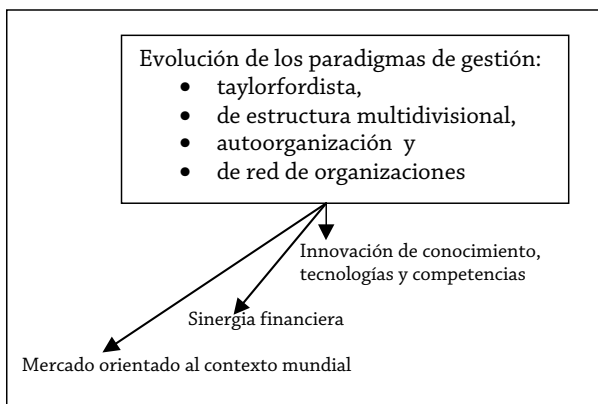 Evolución de los paradigmas de gestión:
• taylorfordista,
• de estructura multidivisional,
• autoorganización y
• de red de organizaciones
Innovación de conocimiento,
tecnologías y competencias
Sinergia financiera
Mercado orientado al contexto mundial